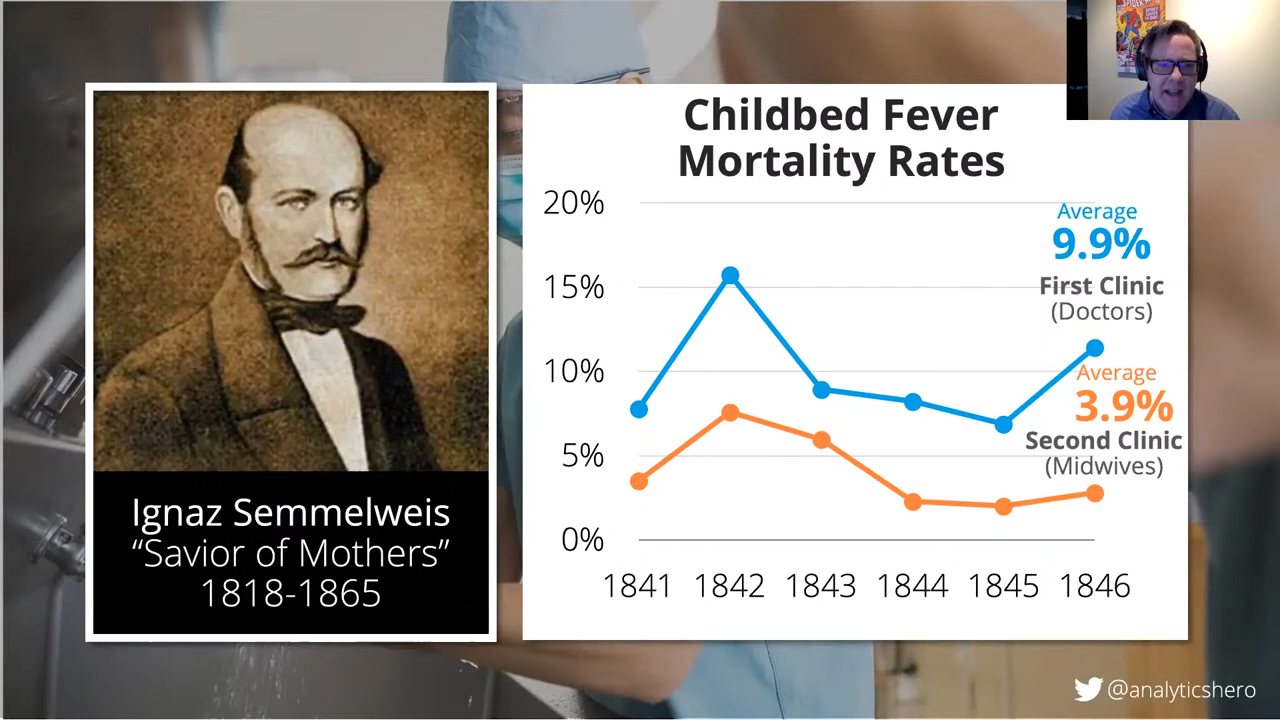 Ignaz Semmelweis
“Savior of Mothers”
1818-1865
Childbed Fever
Mortality Rates
20%
15%
10%
5%
0%
1841 1842 1843 1844 1845 1846
Average
9.9%
First Clinic
(Doctors)
Average
3.9%
Second Clinic
(Midwives)
@analyticshero